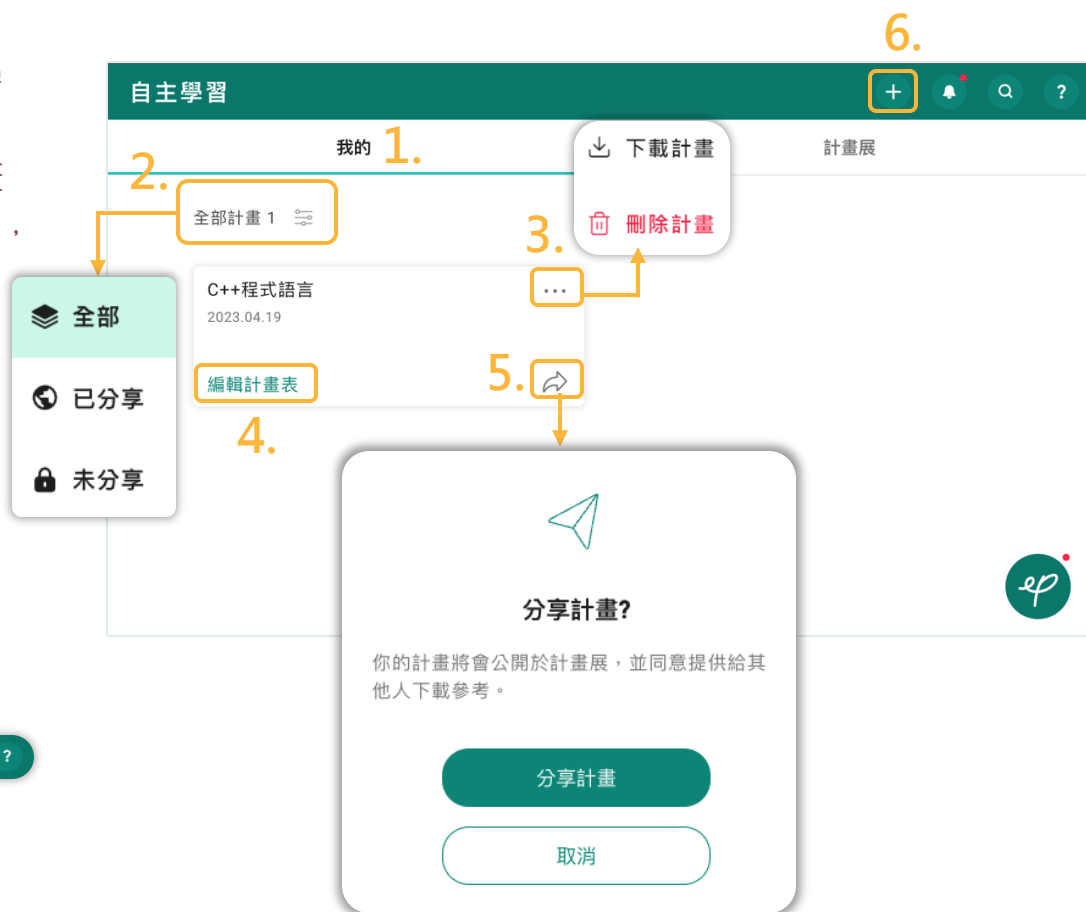 6.
自主學習
?
我的
1.
計畫展
下載計畫
刪除計畫
2.
全部計畫 1
3.
C++程式語言
...
2023.04.19
全部
已分享
未分享
編輯計畫表
4.
5.
ep
分享計畫?
你的計畫將會公開於計畫展，並同意提供給其
他人下載參考。
分享計畫
取消
?